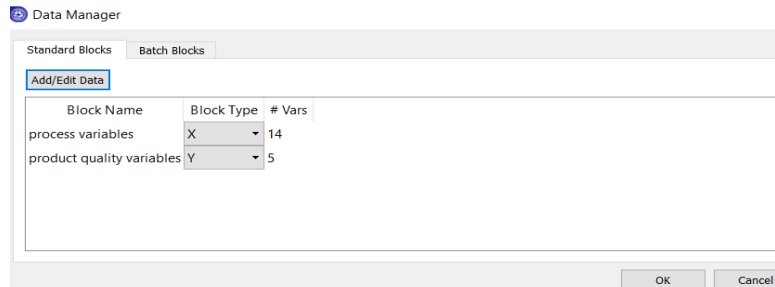 Data Manager
Standard Blocks Batch Blocks
Add/Edit Data
Block Name Block Type # Vars
process variables X 14
product quality variables Y 5
OK Cancel